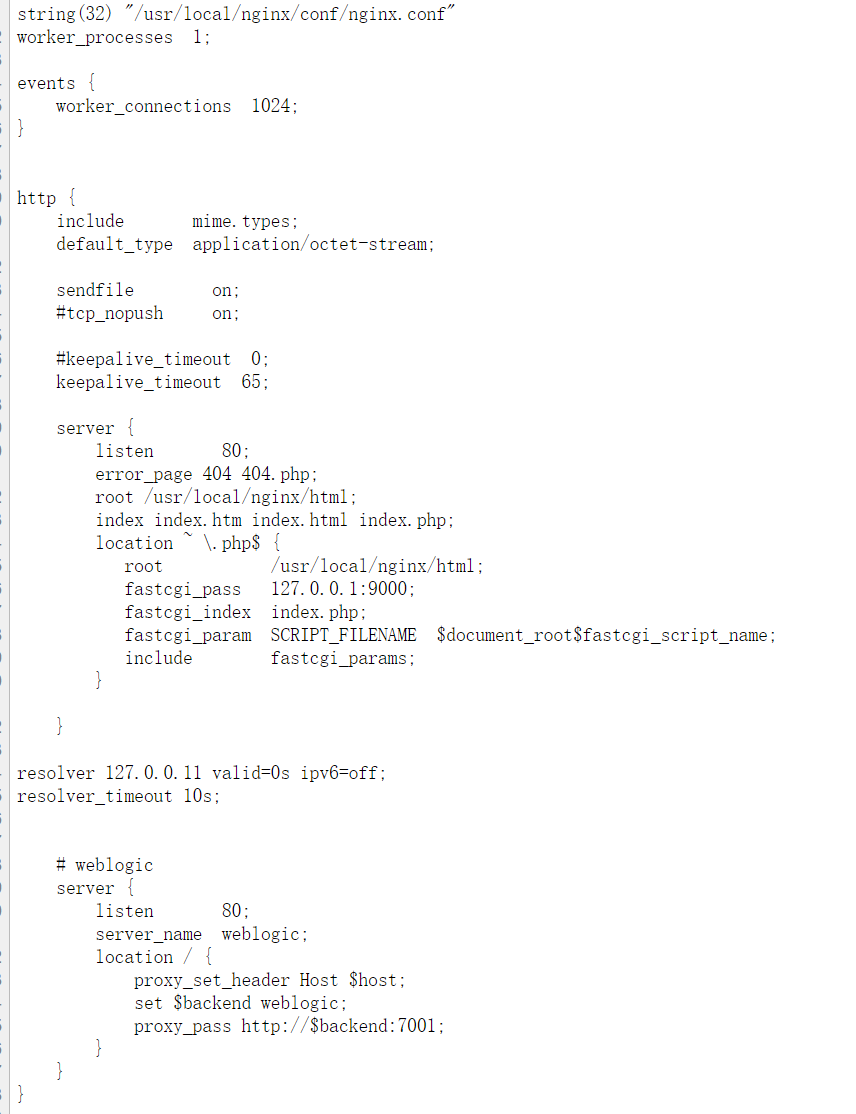 string(32) "/usr/local/nginx/conf/nginx.conf"
worker_processes  1;
events {
    worker_connections  1024;
}
http {
    include       mime.types;
    default_type  application/octet-stream;
    sendfile        on;
    #tcp_nopush     on;
    #keepalive_timeout  0;
    keepalive_timeout  65;
    server {
        listen       80;
        error_page 404 404.php;
        root /usr/local/nginx/html;
        index index.htm index.html index.php;
        location ~ \.php$ {
           root           /usr/local/nginx/html;
           fastcgi_pass   127.0.0.1:9000;
           fastcgi_index  index.php;
           fastcgi_param  SCRIPT_FILENAME  $document_root$fastcgi_script_name;
           include        fastcgi_params;
        }
    }
resolver 127.0.0.11 valid=0s ipv6=off;
resolver_timeout 10s;
    # weblogic
    server {
        listen       80;
        server_name  weblogic;
        location / {
            proxy_set_header Host $host;
            set $backend weblogic;
            proxy_pass http://$backend:7001;
        }
    }
}